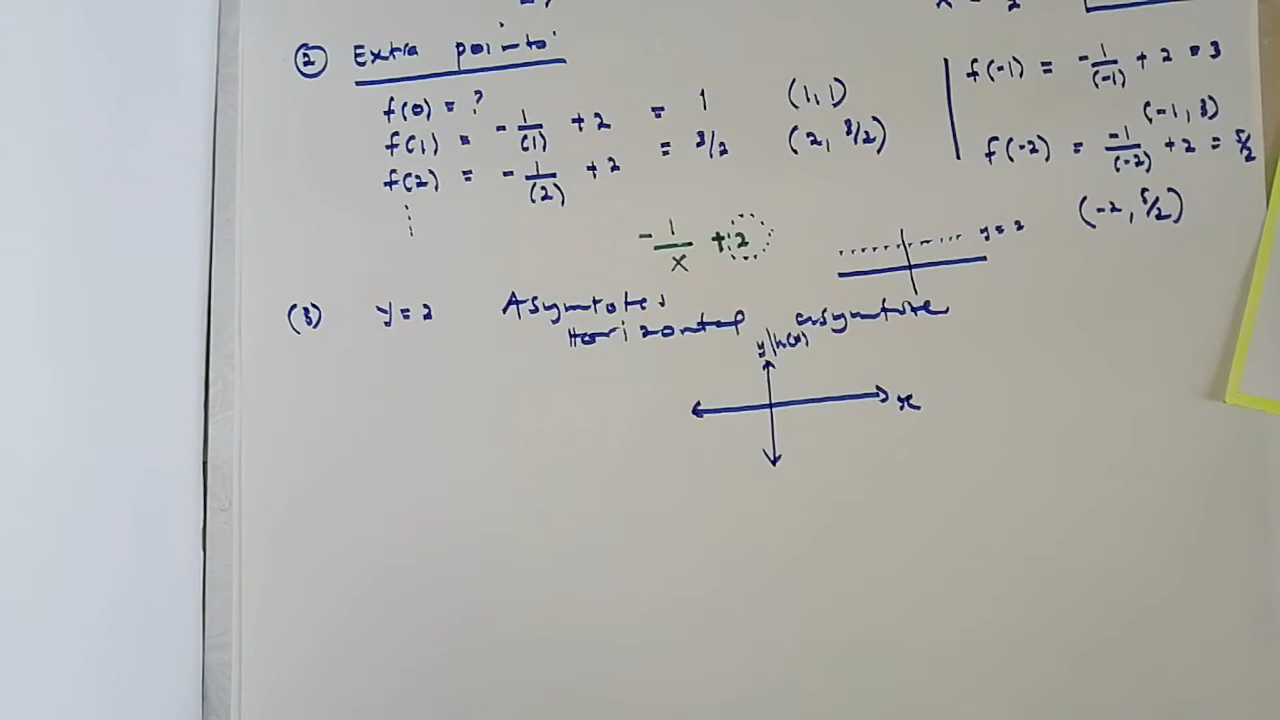 ② Extra points
f(0) = ?
f(1) = -1/(1) + 2 = 1 (1, 1)
f(2) = -1/(2) + 2 = 3/2 (2, 3/2)
⋮
f(-1) = -1/(-1) + 2 = 3
(-1, 3)
f(-2) = -1/(-2) + 2 = 5/2
(-2, 5/2)
-1/x + 2
y = 2
(3) y = 2 Asymtotes
Horizontal asymtote
y|h(x)
x